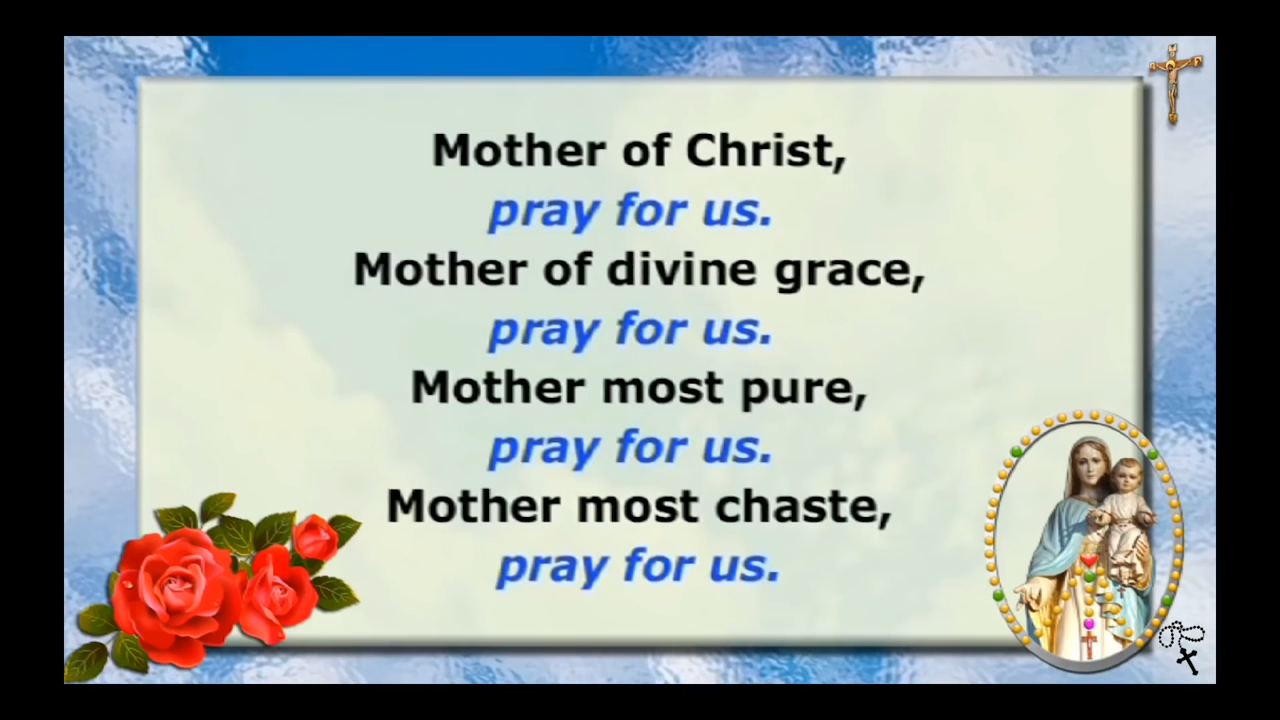 Mother of Christ,
pray for us.
Mother of divine grace,
pray for us.
Mother most pure,
pray for us.
Mother most chaste,
pray for us.